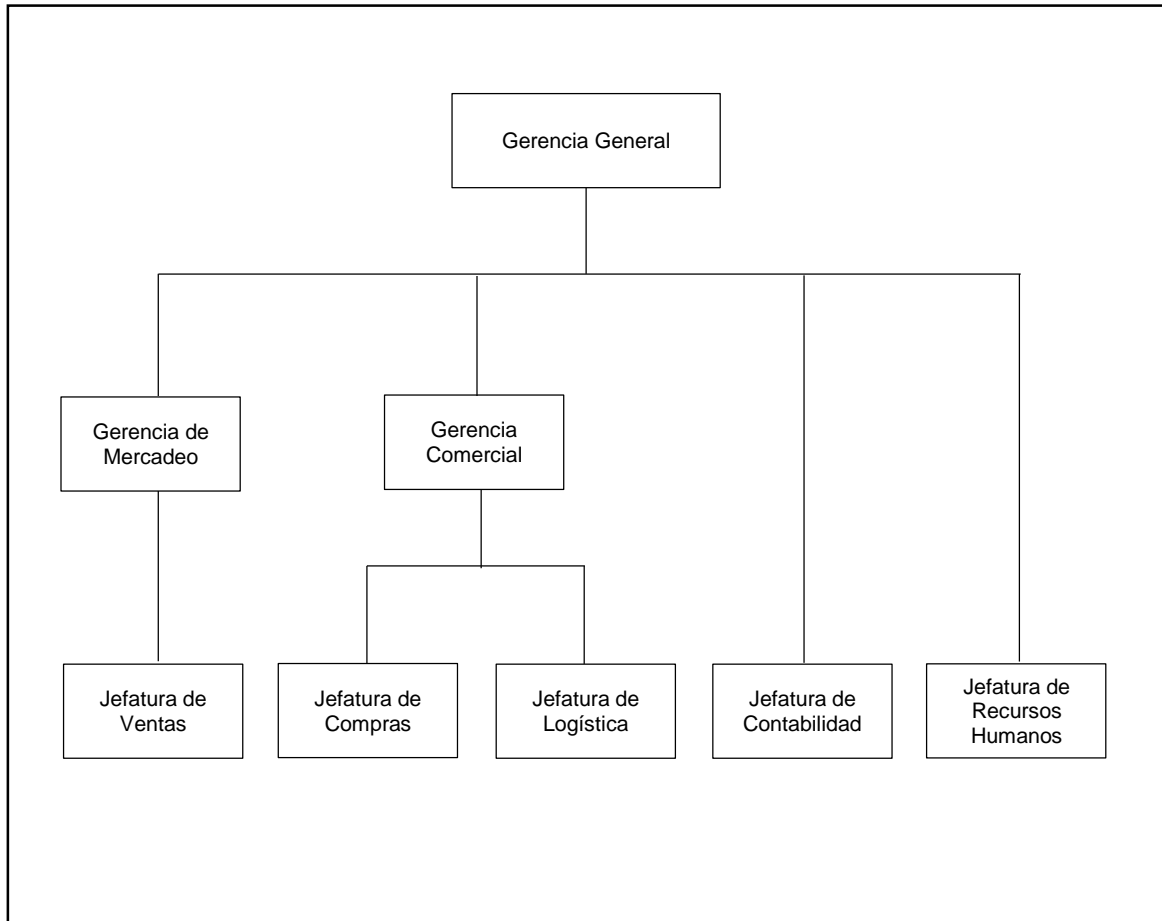 Gerencia General
Gerencia de
Mercadeo
Gerencia
Comercial
Jefatura de
Ventas
Jefatura de
Compras
Jefatura de
Logística
Jefatura de
Contabilidad
Jefatura de
Recursos
Humanos